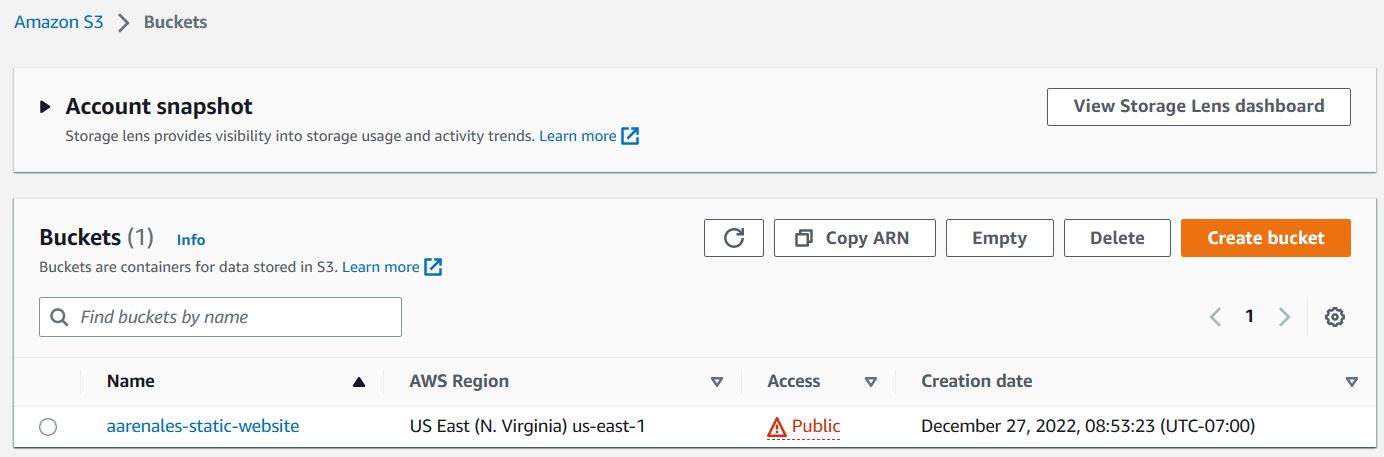 Amazon S3 > Buckets
Account snapshot
View Storage Lens dashboard
Storage lens provides visibility into storage usage and activity trends. Learn more
Buckets (1) Info
Copy ARN Empty Delete Create bucket
Buckets are containers for data stored in S3. Learn more
Find buckets by name
1
Name AWS Region Access Creation date
aarenales-static-website US East (N. Virginia) us-east-1 Public December 27, 2022, 08:53:23 (UTC-07:00)